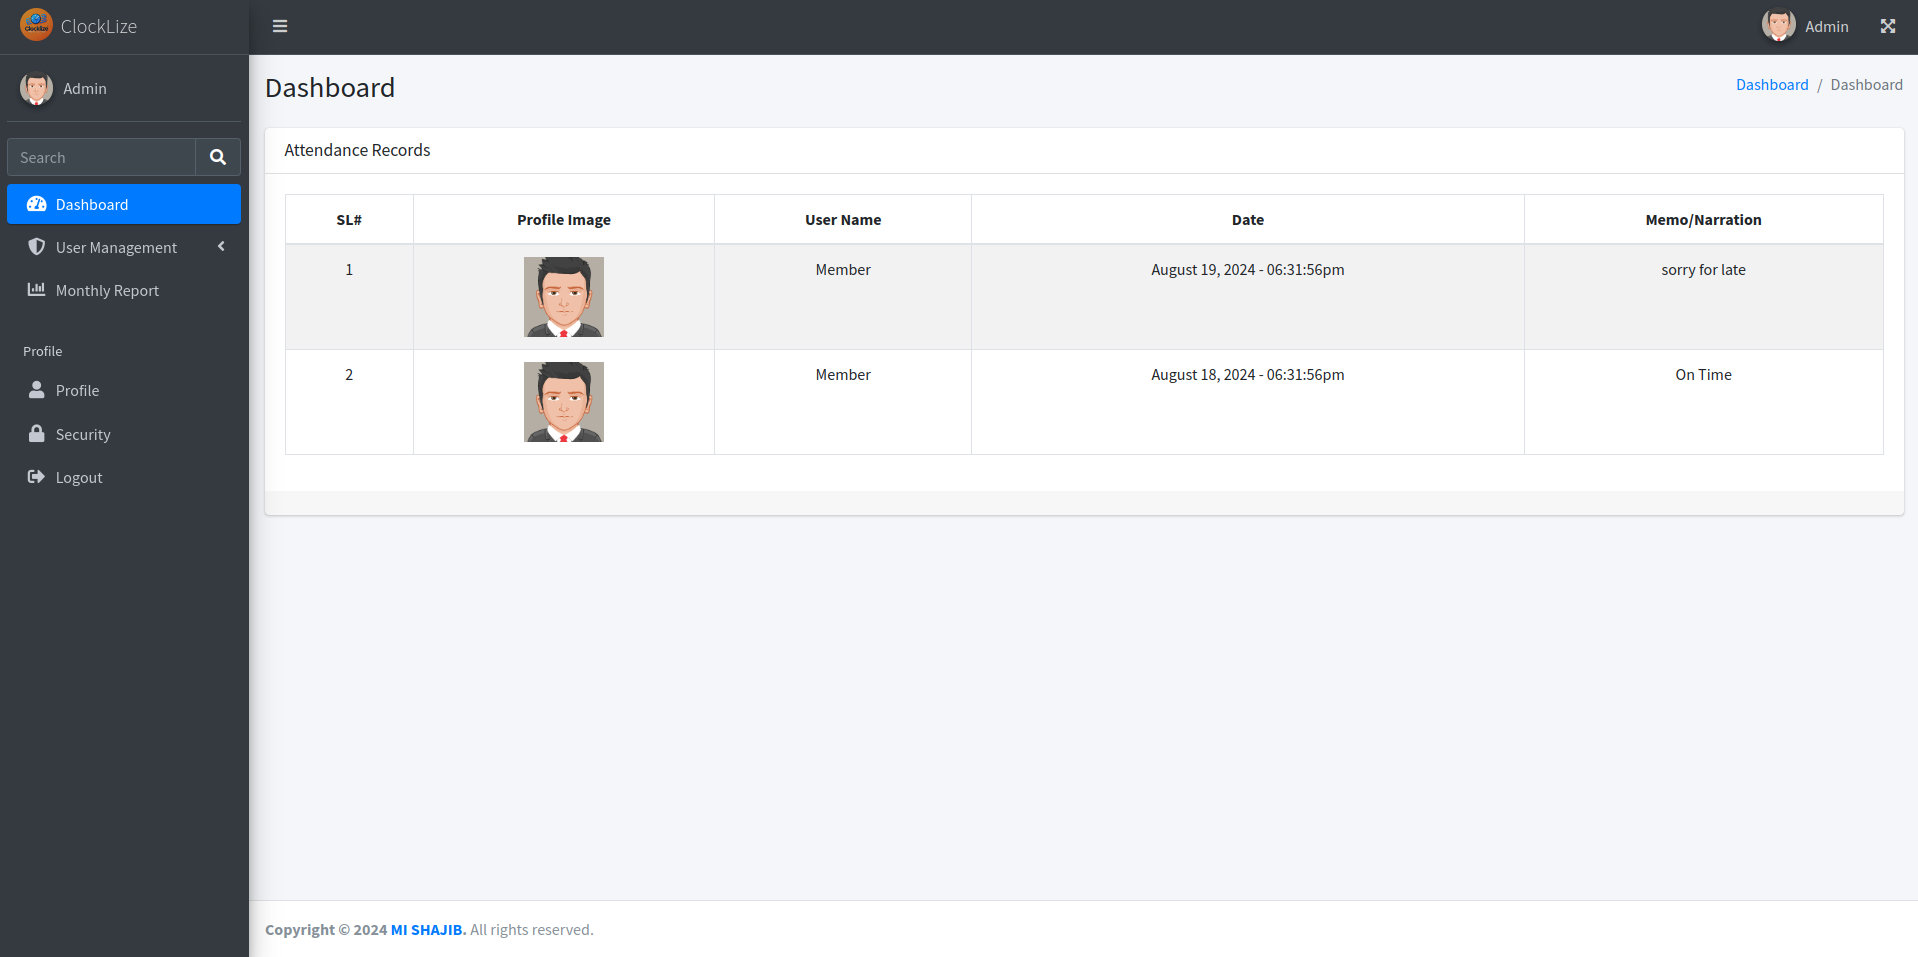 ClockLize
Admin
Admin
Search
Dashboard
User Management
Monthly Report
Profile
Profile
Security
Logout
Dashboard
Dashboard / Dashboard
Attendance Records
SL# Profile Image User Name Date Memo/Narration
1 Member August 19, 2024 - 06:31:56pm sorry for late
2 Member August 18, 2024 - 06:31:56pm On Time
Copyright © 2024 MI SHAJIB. All rights reserved.